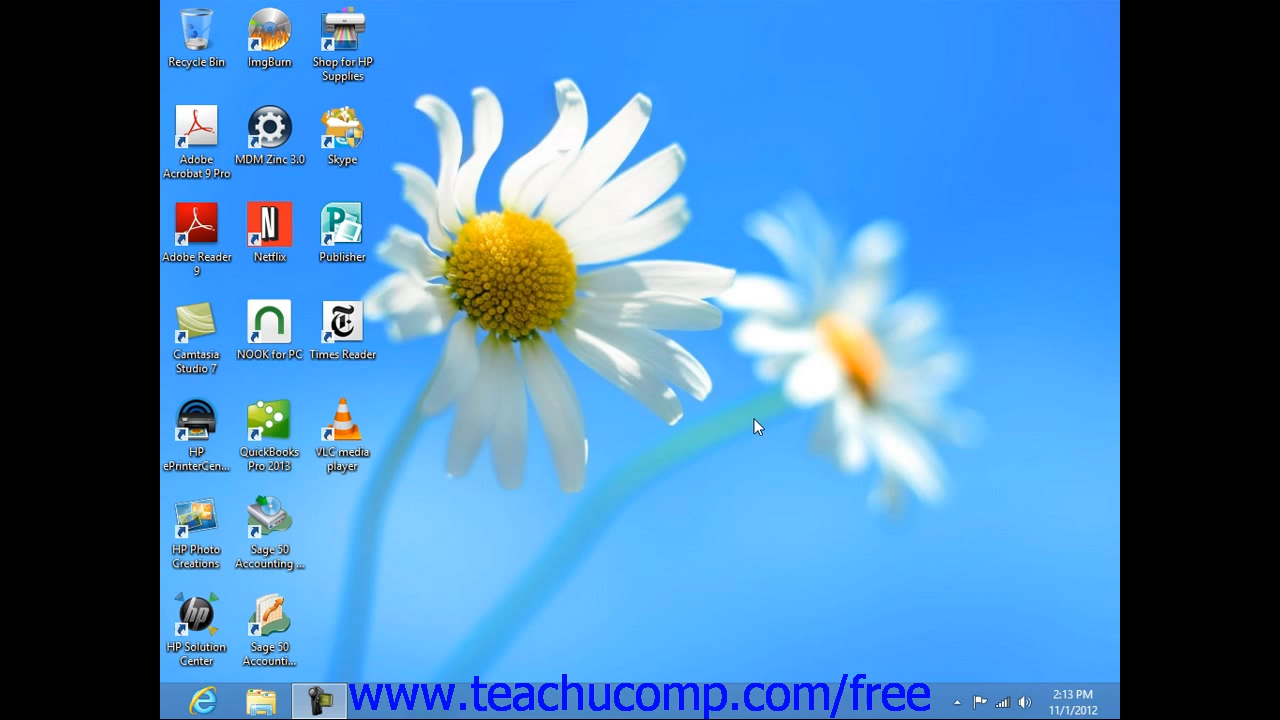 Recycle Bin
ImgBurn
Shop for HP
Supplies
Adobe
Acrobat 9 Pro
MDM Zinc 3.0
Skype
Adobe Reader
9
Netflix
Publisher
Camtasia
Studio 7
NOOK for PC
Times Reader
HP
ePrinterCen...
QuickBooks
Pro 2013
VLC media
player
HP Photo
Creations
Sage 50
Accounting ...
HP Solution
Center
Sage 50
Accounti...
www.teachucomp.com/free
2:13 PM
11/1/2012